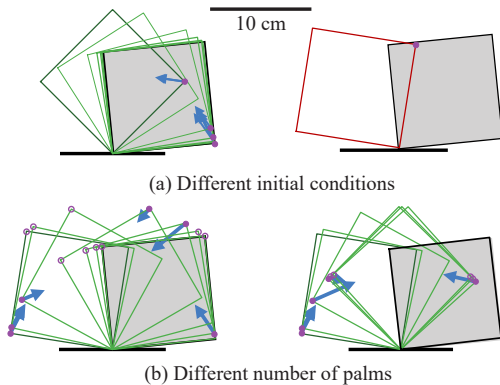 10 cm
(a) Different initial conditions
(b) Different number of palms